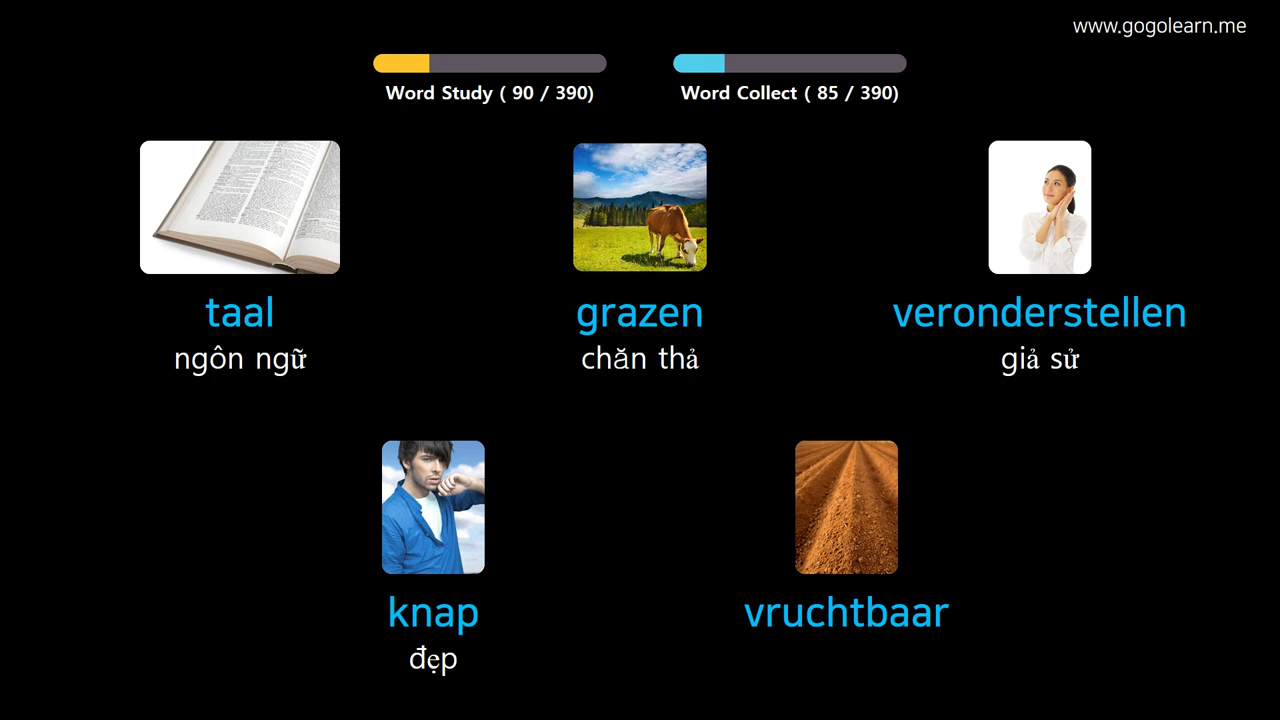 www.gogolearn.me
Word Study ( 90 / 390)
Word Collect ( 85 / 390)
taal
ngôn ngữ
grazen
chăn thả
veronderstellen
giả sử
knap
đẹp
vruchtbaar